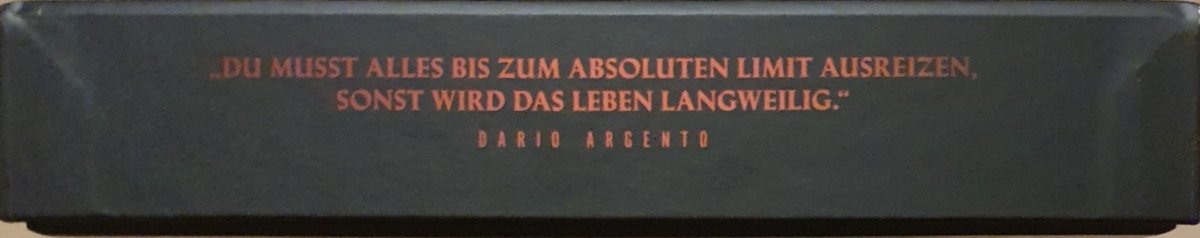 „DU MUSST ALLES BIS ZUM ABSOLUTEN LIMIT AUSREIZEN,
SONST WIRD DAS LEBEN LANGWEILIG.“
DARIO ARGENTO